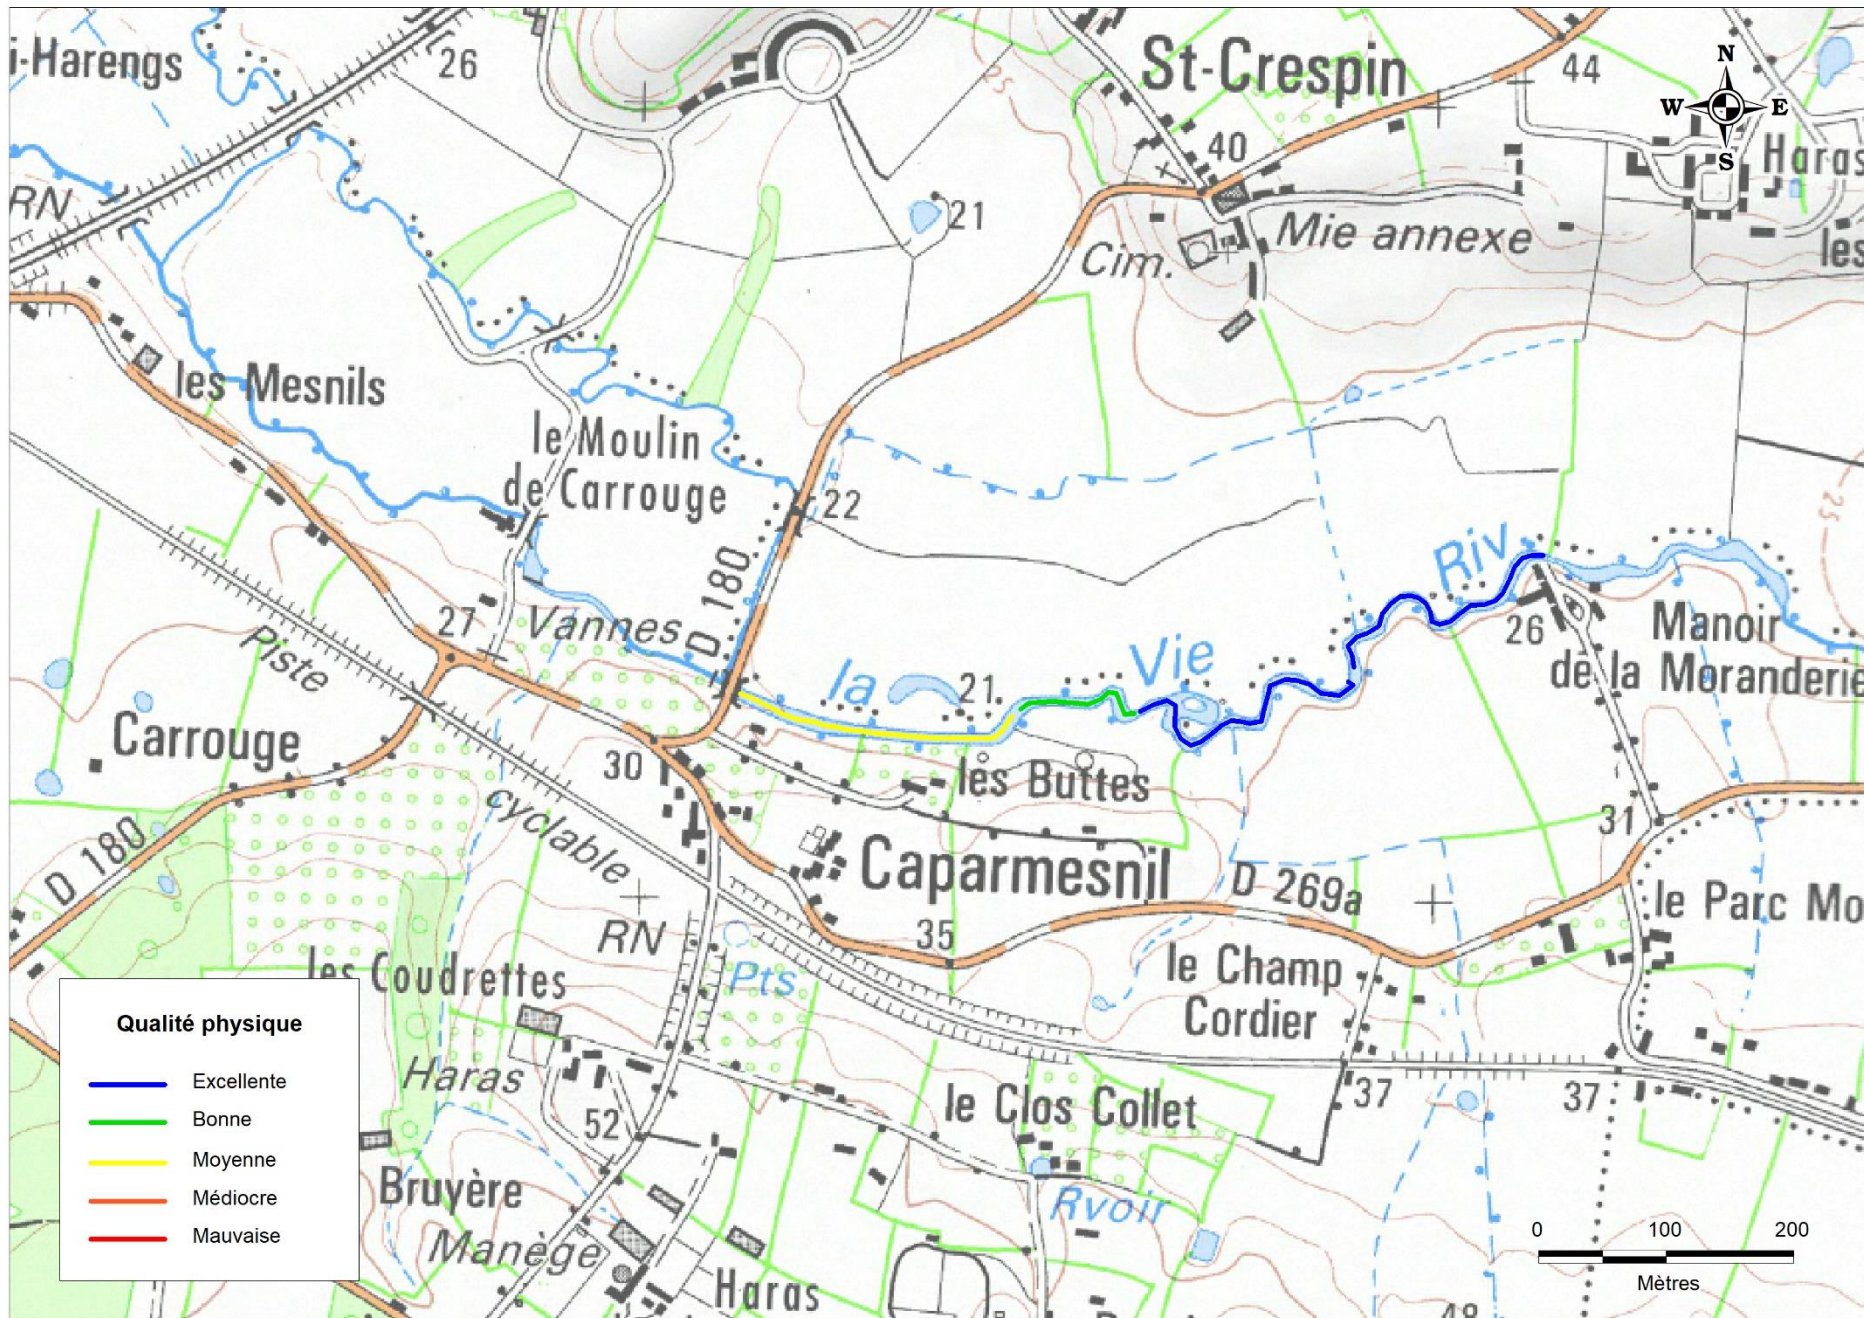 i-Harengs
26
St-Crespin
44
N
W E
S
40
Haras
RN
21
Mie annexe
Cim.
les
les Mesnils
le Moulin
de Carrouge
22
25
25
D 180
Riv
27
Vannes
Piste
la
Vie
21
26
Manoir
de la Moranderie
Carrouge
30
les Buttes
cyclable
31
D 180
Caparmesnil
D 269a
le Parc Mo
RN
35
les Coudrettes
Pts
le Champ
Cordier
Qualité physique
Excellente
Bonne
Moyenne
Médiocre
Mauvaise
Haras
52
le Clos Collet
37
37
Bruyère
Rvoir
Manège
Haras
0 100 200
Mètres
48